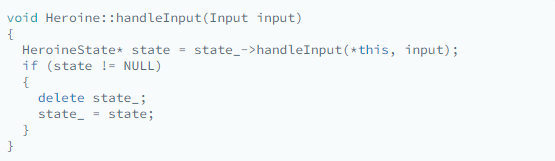 void Heroine::handleInput(Input input)
{
  HeroineState* state = state_->handleInput(*this, input);
  if (state != NULL)
  {
    delete state_;
    state_ = state;
  }
}